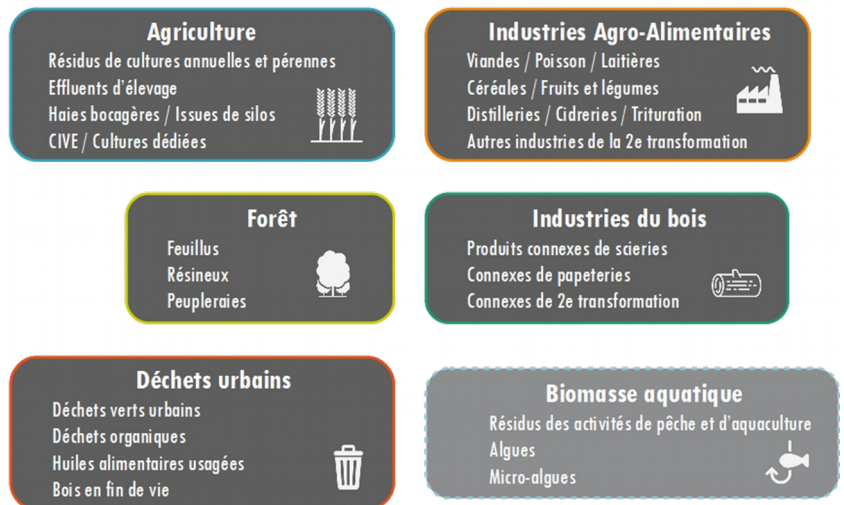 Agriculture
Résidus de cultures annuelles et pérennes
Effluents d'élevage
Haies bocagères / Issues de silos
CIVE / Cultures dédiées
Industries Agro-Alimentaires
Viandes / Poisson / Laitières
Céréales / Fruits et légumes
Distilleries / Cidreries / Trituration
Autres industries de la 2e transformation
Forêt
Feuillus
Résineux
Peupleraies
Industries du bois
Produits connexes de scieries
Connexes de papeteries
Connexes de 2e transformation
Déchets urbains
Déchets verts urbains
Déchets organiques
Huiles alimentaires usagées
Bois en fin de vie
Biomasse aquatique
Résidus des activités de pêche et d'aquaculture
Algues
Micro-algues